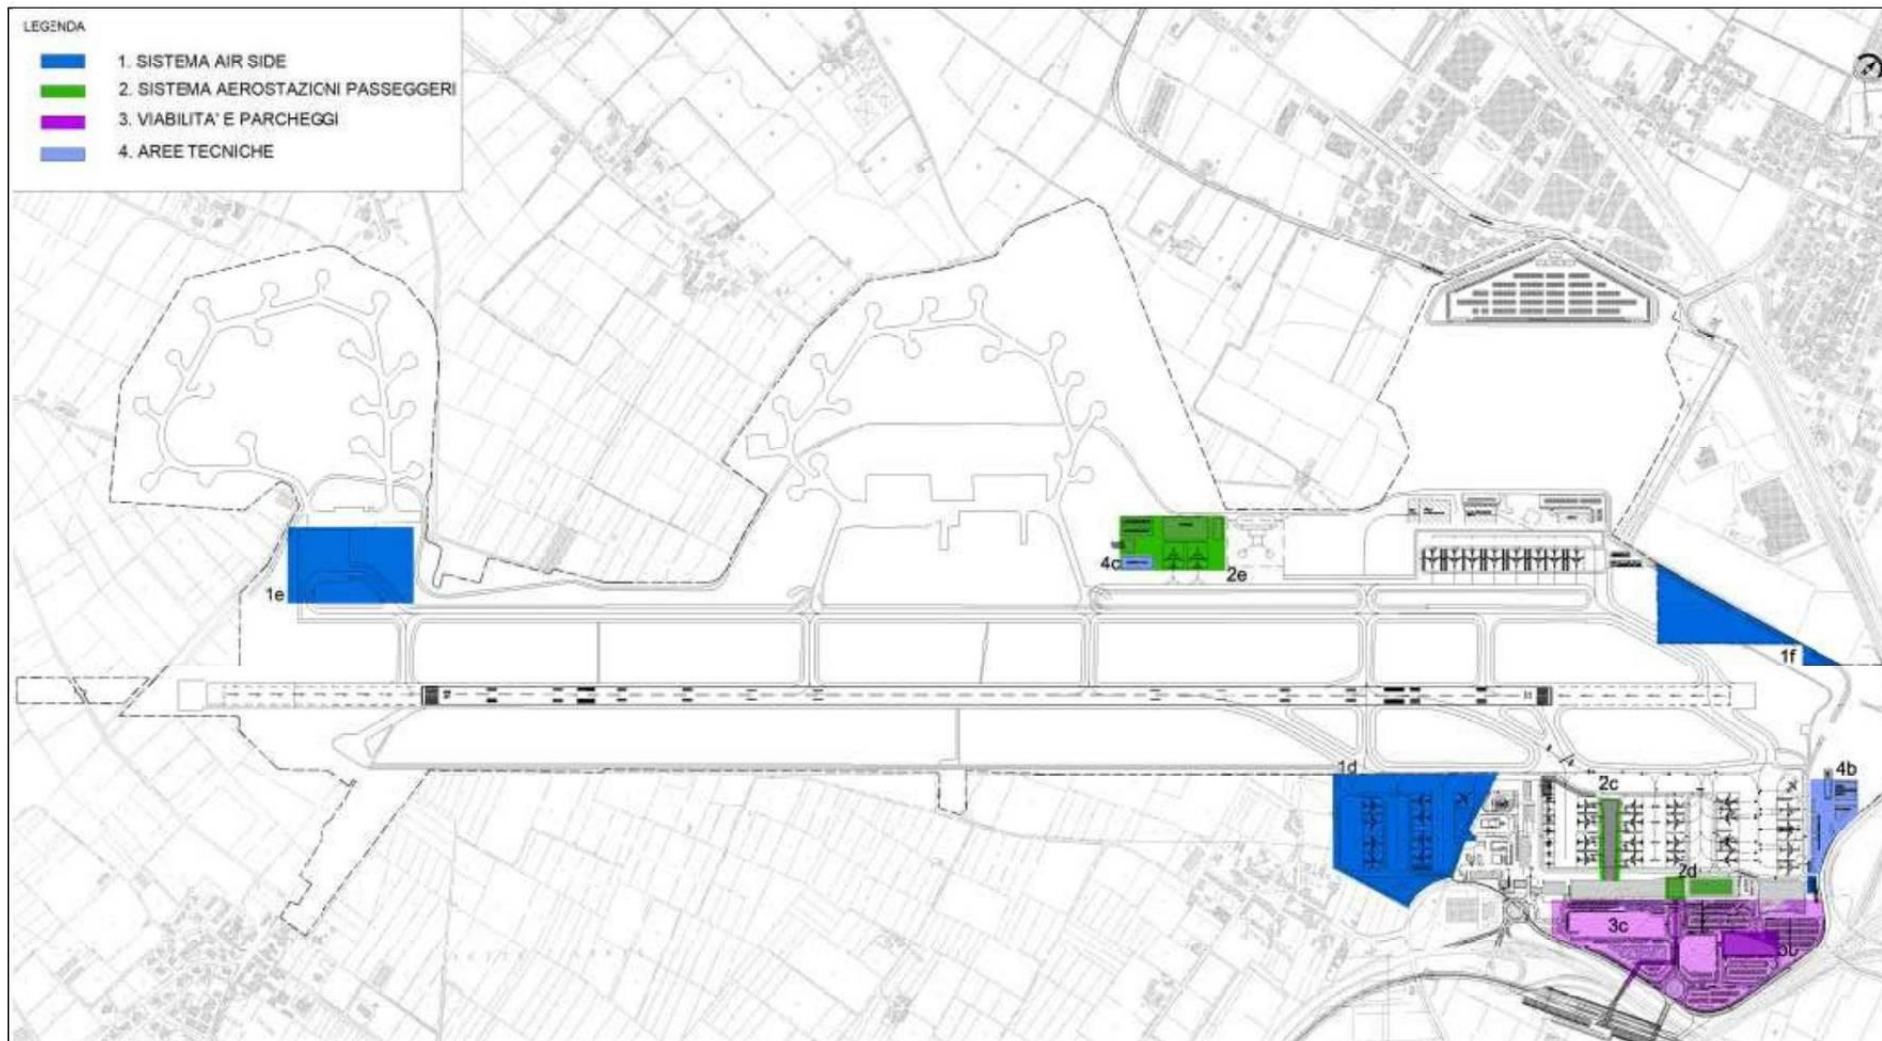 LEGENDA
1. SISTEMA AIR SIDE
2. SISTEMA AEROSTAZIONI PASSEGGERI
3. VIABILITA' E PARCHEGGI
4. AREE TECNICHE
4c
2e
1e
1f
1d
4b
2c
2d
3c